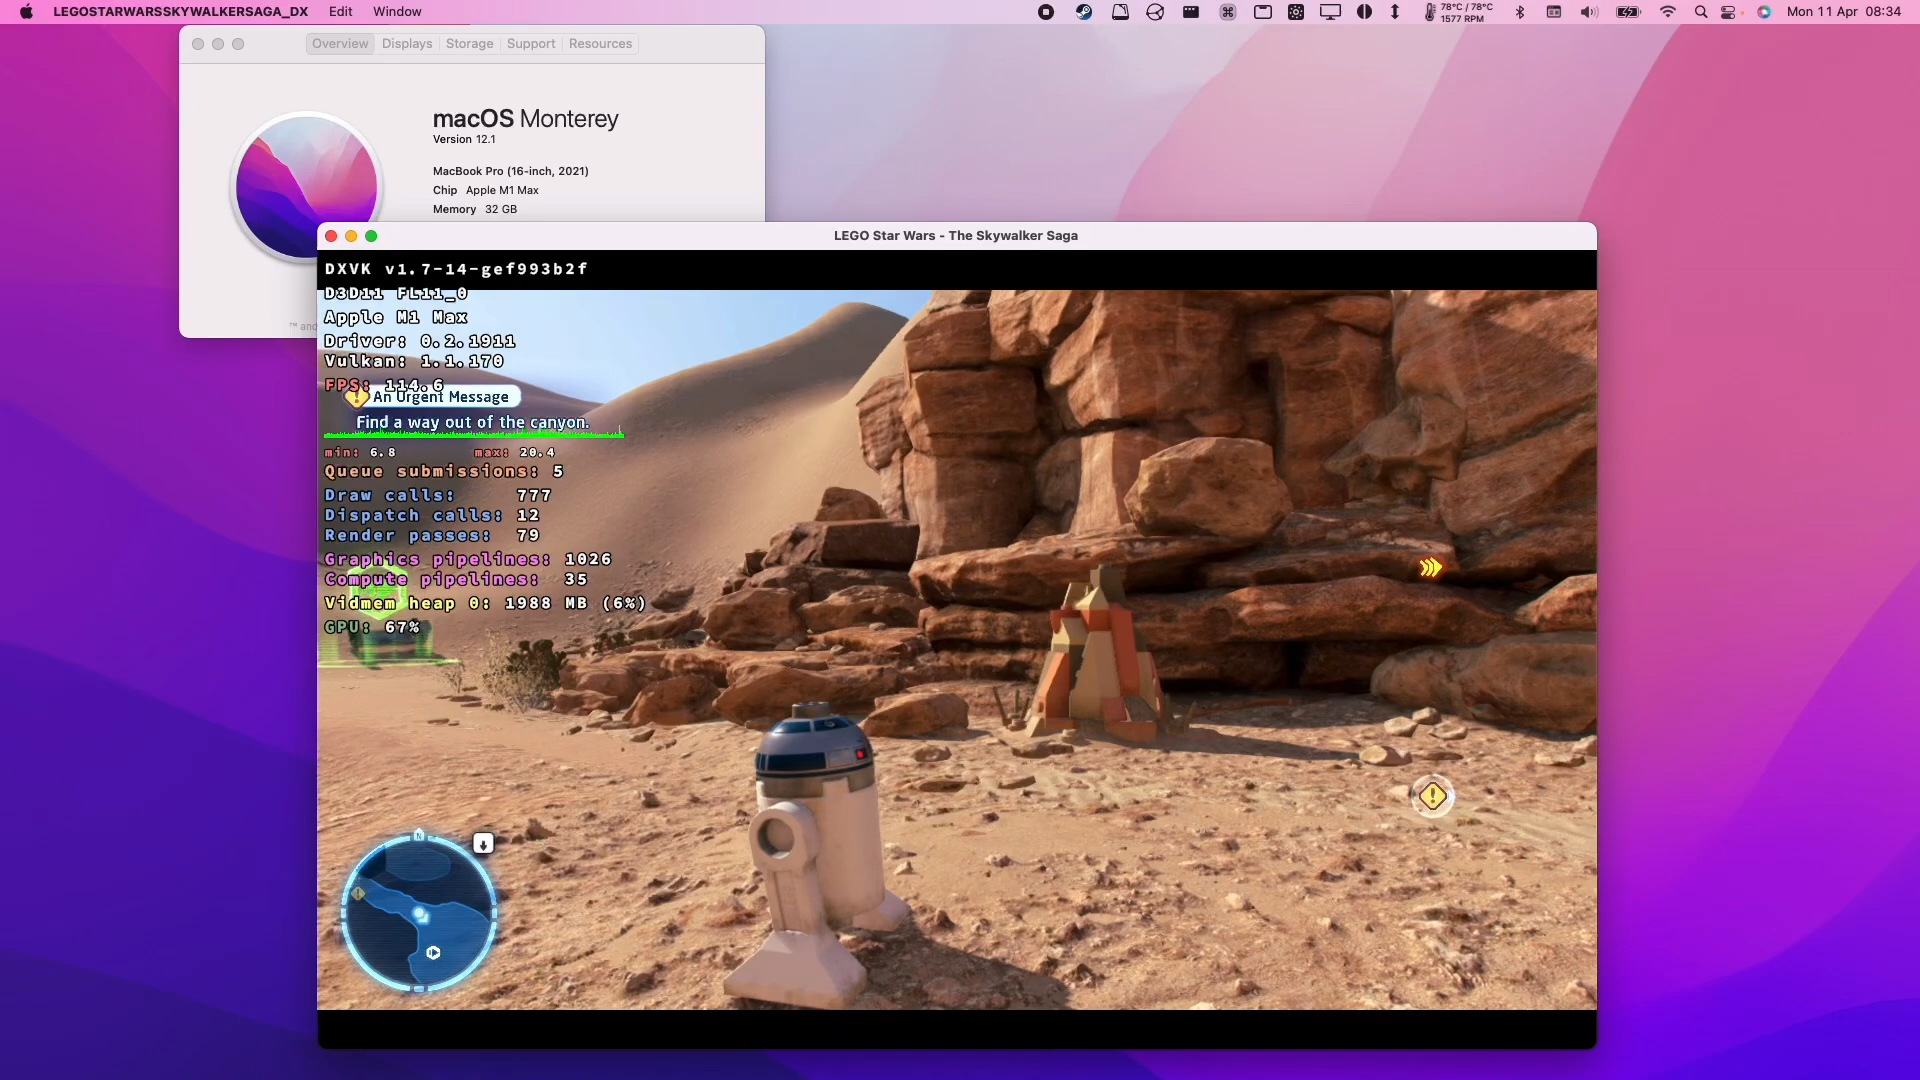 LEGOSTARWARSSKYWALKERSAGA_DX Edit Window
78°C / 78°C
1577 RPM
Mon 11 Apr 08:34
Overview Displays Storage Support Resources
macOS Monterey
Version 12.1
MacBook Pro (16-inch, 2021)
Chip Apple M1 Max
Memory 32 GB
™ and
LEGO Star Wars - The Skywalker Saga
DXVK v1.7-14-gef993b2f
D3D11 FL11_0
Apple M1 Max
Driver: 0.2.1911
Vulkan: 1.1.170
FPS: 114.6
An Urgent Message
Find a way out of the canyon.
min: 6.8 max: 20.4
Queue submissions: 5
Draw calls: 777
Dispatch calls: 12
Render passes: 79
Graphics pipelines: 1026
Compute pipelines: 35
Vidmem heap 0: 1988 MB (6%)
GPU: 67%
N